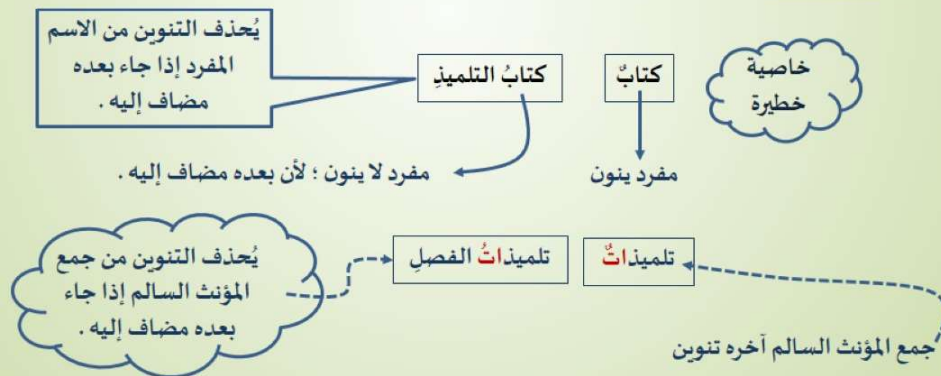 خاصية
خطيرة
كتابٌ
كتابُ التلميذِ
يُحذف التنوين من الاسم
المفرد إذا جاء بعده
مضاف إليه .
مفرد ينون
مفرد لا ينون ؛ لأن بعده مضاف إليه .
تلميذاتٌ
تلميذاتُ الفصلِ
يُحذف التنوين من جمع
المؤنث السالم إذا جاء
بعده مضاف إليه .
جمع المؤنث السالم آخره تنوين